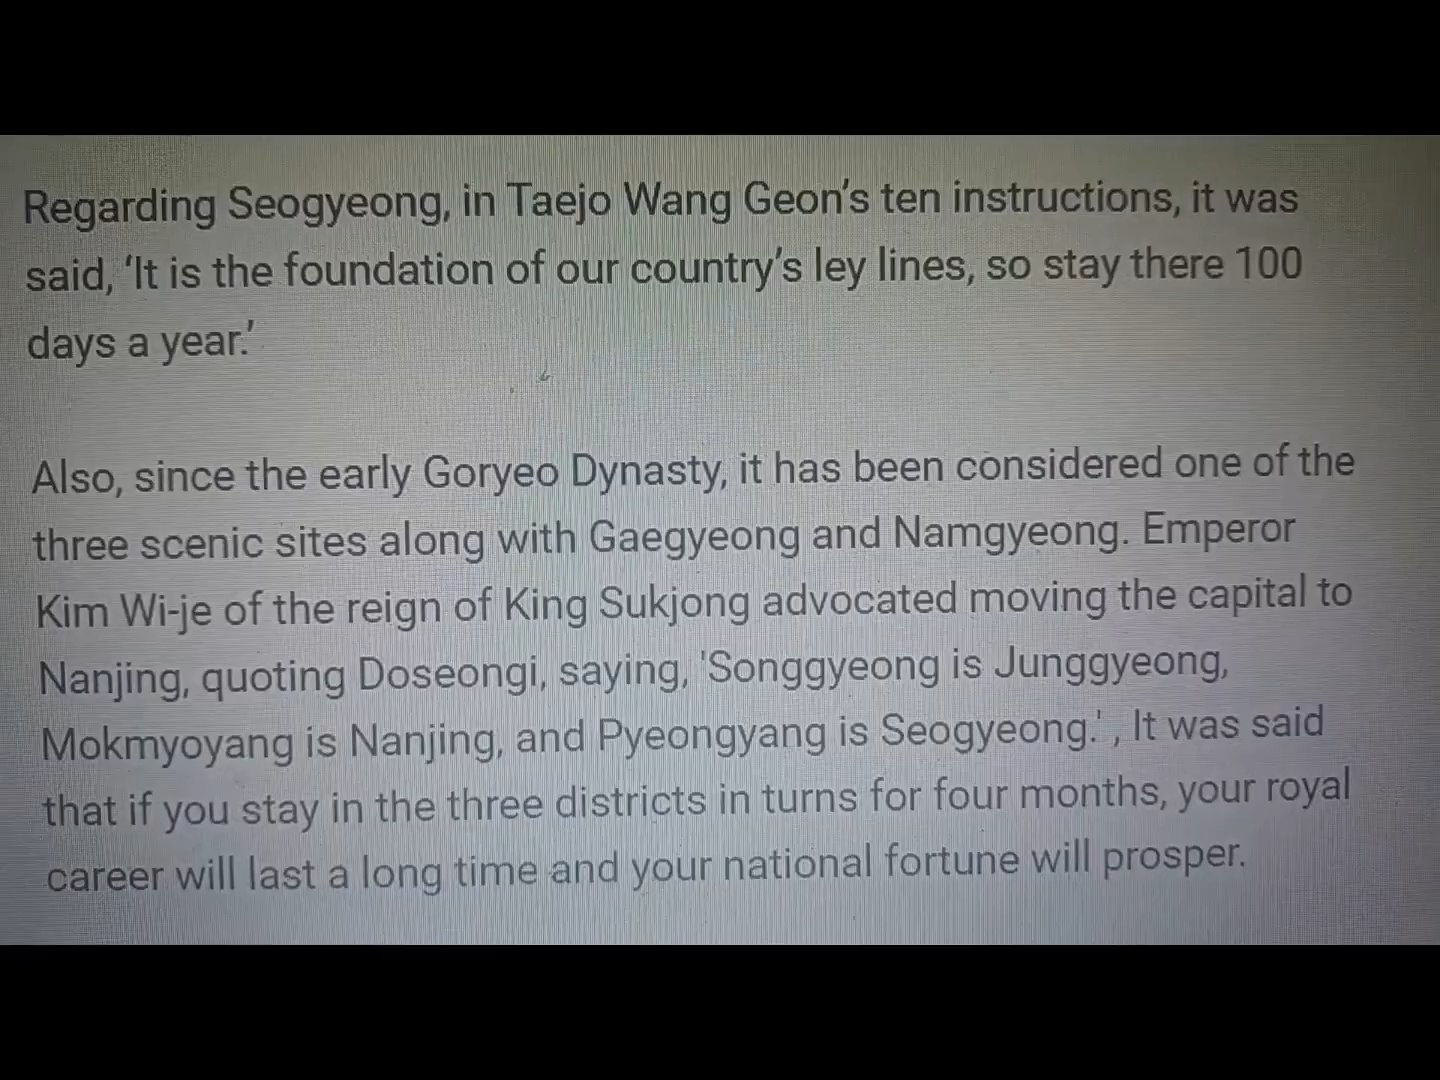 Regarding Seogyeong, in Taejo Wang Geon's ten instructions, it was
said, ‘It is the foundation of our country's ley lines, so stay there 100
days a year.’
Also, since the early Goryeo Dynasty, it has been considered one of the
three scenic sites along with Gaegyeong and Namgyeong. Emperor
Kim Wi-je of the reign of King Sukjong advocated moving the capital to
Nanjing, quoting Doseongi, saying, 'Songgyeong is Junggyeong,
Mokmyoyang is Nanjing, and Pyeongyang is Seogyeong.' , It was said
that if you stay in the three districts in turns for four months, your royal
career will last a long time and your national fortune will prosper.